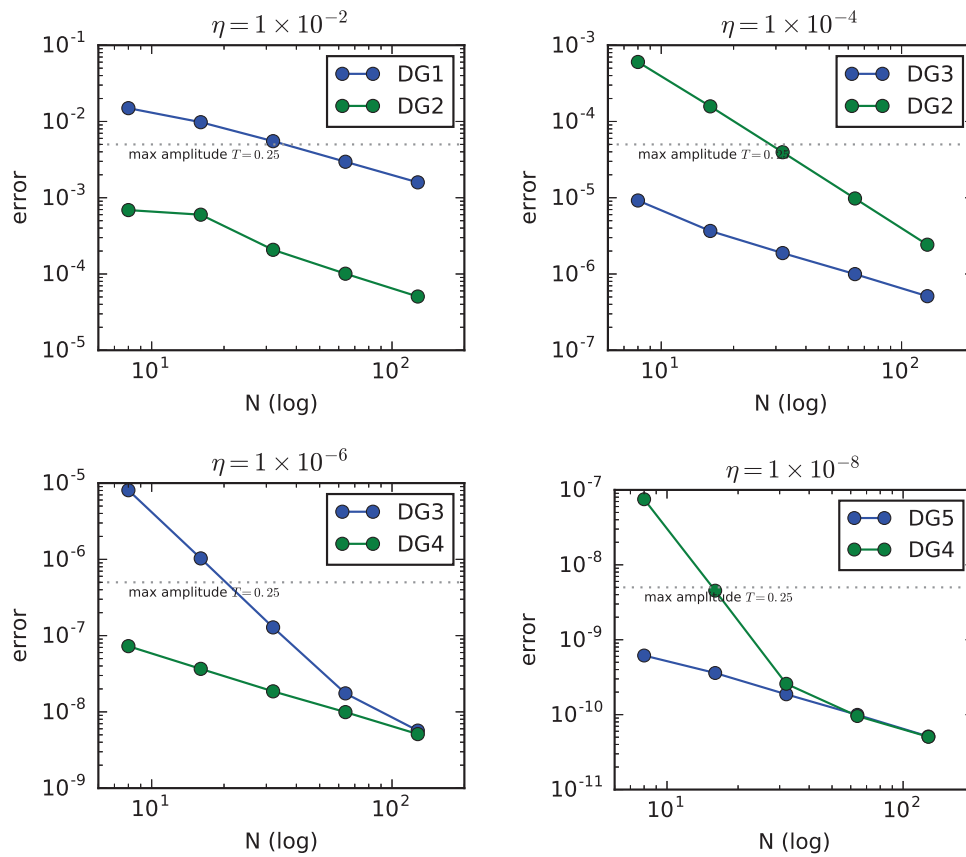 η = 1 × 10⁻²
10⁻¹
10⁻²
10⁻³
10⁻⁴
10⁻⁵
error
DG1
DG2
max amplitude T = 0.25
10¹
10²
N (log)
η = 1 × 10⁻⁴
10⁻³
10⁻⁴
10⁻⁵
10⁻⁶
10⁻⁷
error
DG3
DG2
max amplitude T = 0.25
10¹
10²
N (log)
η = 1 × 10⁻⁶
10⁻⁵
10⁻⁶
10⁻⁷
10⁻⁸
10⁻⁹
error
DG3
DG4
max amplitude T = 0.25
10¹
10²
N (log)
η = 1 × 10⁻⁸
10⁻⁷
10⁻⁸
10⁻⁹
10⁻¹⁰
10⁻¹¹
error
DG5
DG4
max amplitude T = 0.25
10¹
10²
N (log)